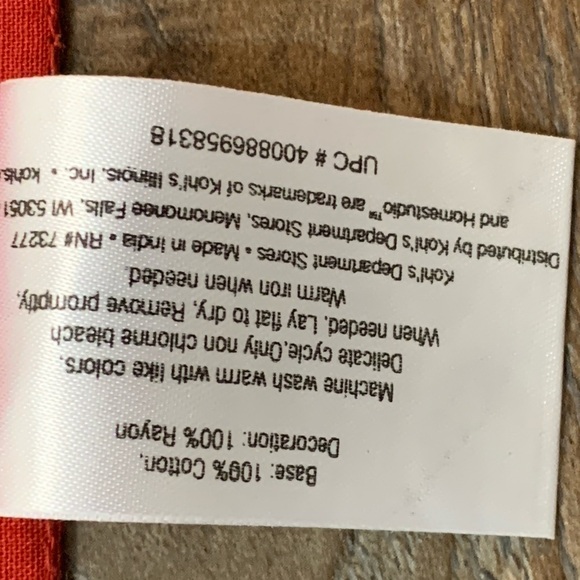 Base: 100% Cotton,
Decoration: 100% Rayon
Machine wash warm with like colors,
Delicate cycle,Only non chlorine bleach
When needed, Lay flat to dry, Remove promptly,
Warm iron when needed
Kohl's Department Stores • Made in India • RN# 73277
Distributed by Kohl's Department Stores, Menomonee Falls, WI 53051
and Homestudio™ are trademarks of Kohl's Illinois, Inc. • kohls.
UPC # 400886958318